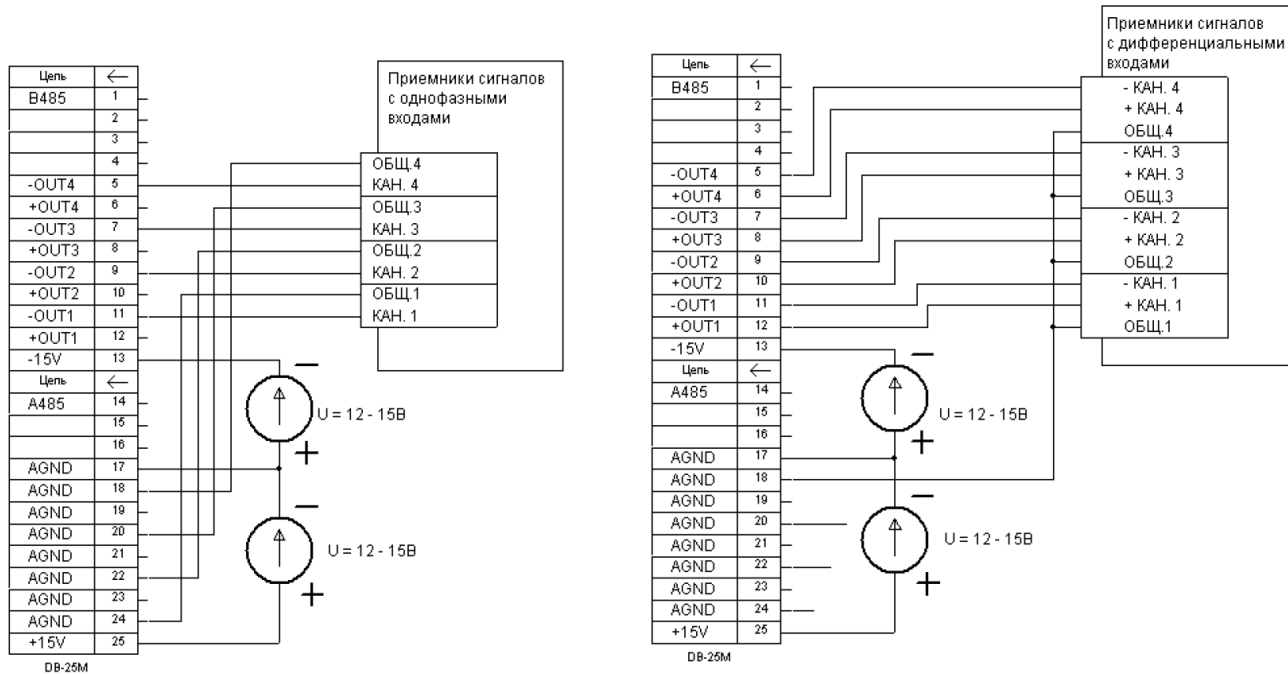 Цепь
B485 1
2
3
4
-OUT4 5
+OUT4 6
-OUT3 7
+OUT3 8
-OUT2 9
+OUT2 10
-OUT1 11
+OUT1 12
-15V 13
Цепь
A485 14
15
16
AGND 17
AGND 18
AGND 19
AGND 20
AGND 21
AGND 22
AGND 23
AGND 24
+15V 25
DB-25M
Приемники сигналов
с однофазными
входами
ОБЩ.4
КАН. 4
ОБЩ.3
КАН. 3
ОБЩ.2
КАН. 2
ОБЩ.1
КАН. 1
−
U = 12 - 15В
+
−
U = 12 - 15В
+
Цепь
B485 1
2
3
4
-OUT4 5
+OUT4 6
-OUT3 7
+OUT3 8
-OUT2 9
+OUT2 10
-OUT1 11
+OUT1 12
-15V 13
Цепь
A485 14
15
16
AGND 17
AGND 18
AGND 19
AGND 20
AGND 21
AGND 22
AGND 23
AGND 24
+15V 25
DB-25M
Приемники сигналов
с дифференциальными
входами
- КАН. 4
+ КАН. 4
ОБЩ.4
- КАН. 3
+ КАН. 3
ОБЩ.3
- КАН. 2
+ КАН. 2
ОБЩ.2
- КАН. 1
+ КАН. 1
ОБЩ.1
−
U = 12 - 15В
+
−
U = 12 - 15В
+